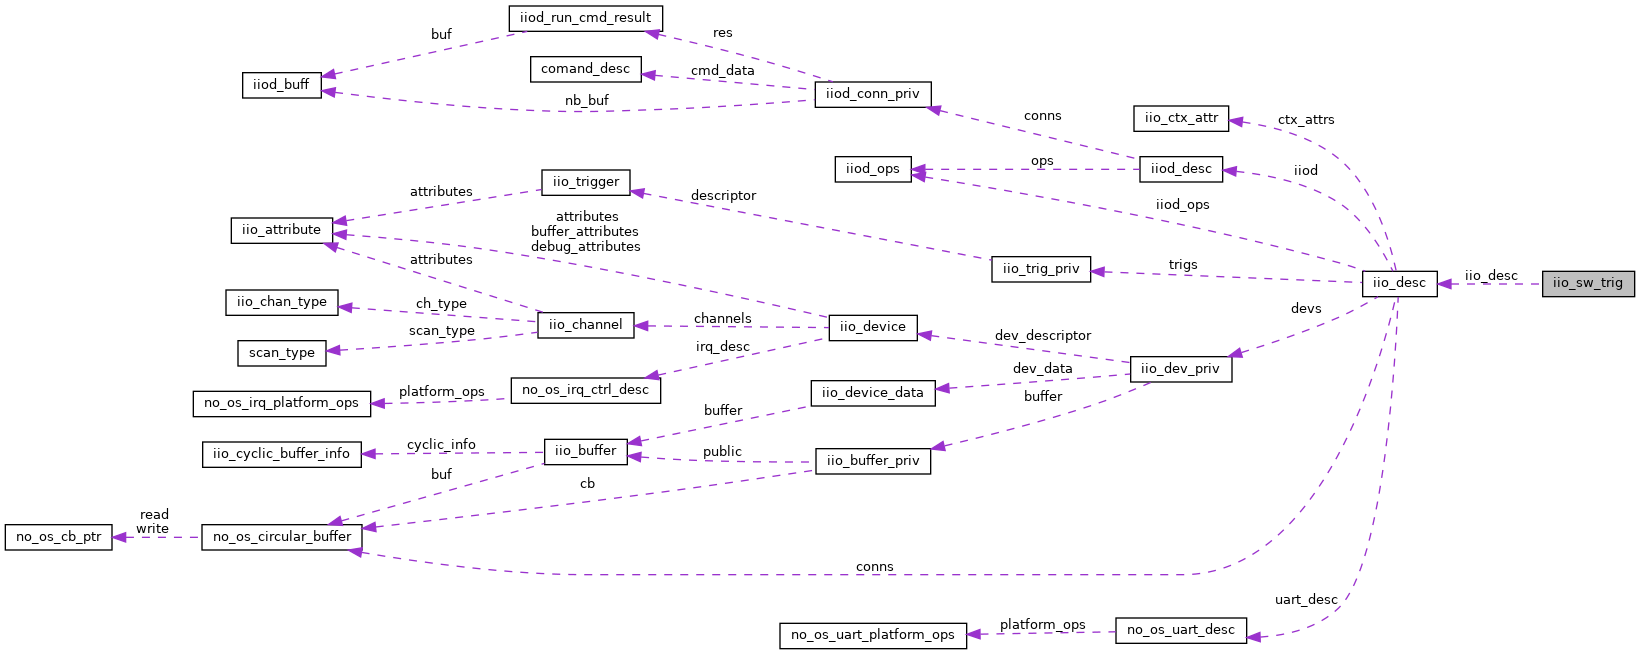 iiod_run_cmd_result
buf
res
iiod_buff
comand_desc
cmd_data
nb_buf
iiod_conn_priv
conns
iio_ctx_attr
ctx_attrs
iiod_ops
ops
iiod_desc
iiod
iiod_ops
iio_trigger
attributes
descriptor
iio_attribute
attributes
buffer_attributes
debug_attributes
attributes
iio_trig_priv
trigs
iio_desc
iio_desc
iio_sw_trig
iio_chan_type
ch_type
scan_type
scan_type
iio_channel
channels
iio_device
irq_desc
dev_descriptor
devs
iio_dev_priv
dev_data
buffer
no_os_irq_platform_ops
platform_ops
no_os_irq_ctrl_desc
iio_device_data
buffer
iio_cyclic_buffer_info
cyclic_info
iio_buffer
public
iio_buffer_priv
buf
cb
no_os_cb_ptr
read
write
no_os_circular_buffer
conns
uart_desc
no_os_uart_platform_ops
platform_ops
no_os_uart_desc